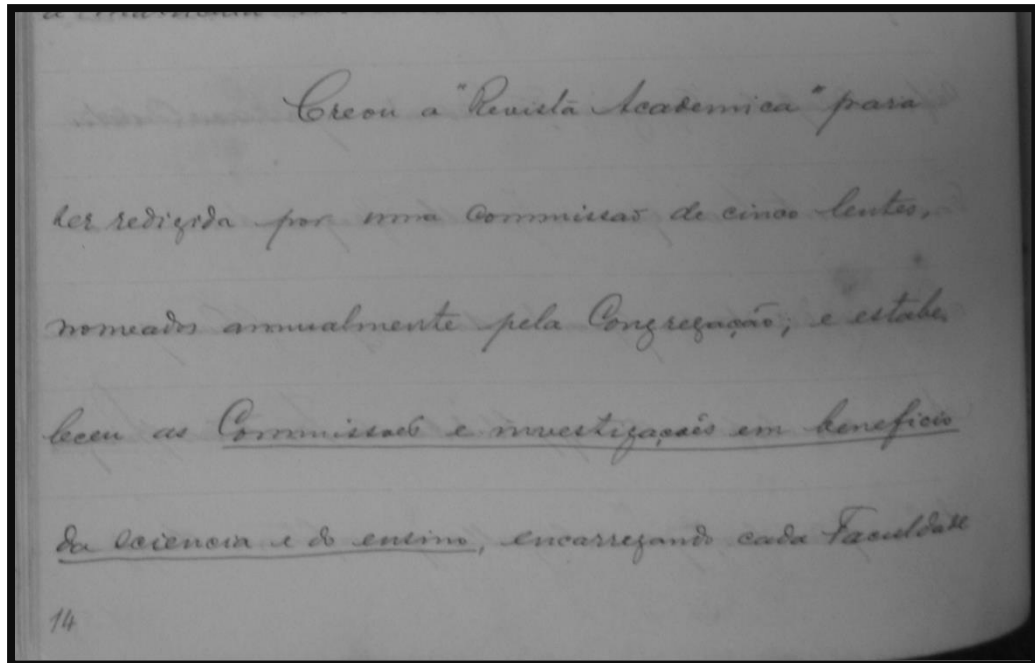 Creou a "Revista Academica" para
ser redigida por uma Commissão de cinco lentes,
nomeados annualmente pela Congregação; e estabe-
leceu as Commissões e investigações em beneficio
da sciencia e do ensino, encarregando cada Faculdade
14